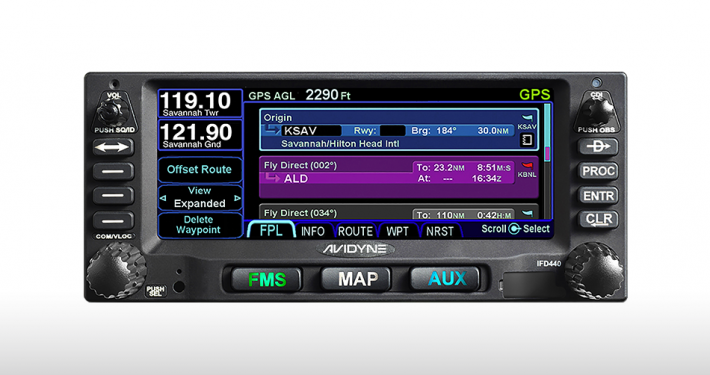 VOL
PUSH SQ/ID
COM/VLOC
PUSH
SEL
119.10
Savannah Twr
121.90
Savannah Gnd
Offset Route
View
Expanded
Delete
Waypoint
GPS AGL 2290 Ft GPS
Origin
KSAV Rwy: Brg: 184° 30.0NM
Savannah/Hilton Head Intl
KSAV
Fly Direct (002°) To: 23.2NM 8:51M:S
ALD At: --- 16:34Z
KBNL
Fly Direct (034°) To: 110NM 0:42H:M
FPL INFO ROUTE WPT NRST Scroll Select
AVIDYNE
FMS MAP AUX
CDI
PUSH OBS
D
PROC
ENTR
CLR
IFD440